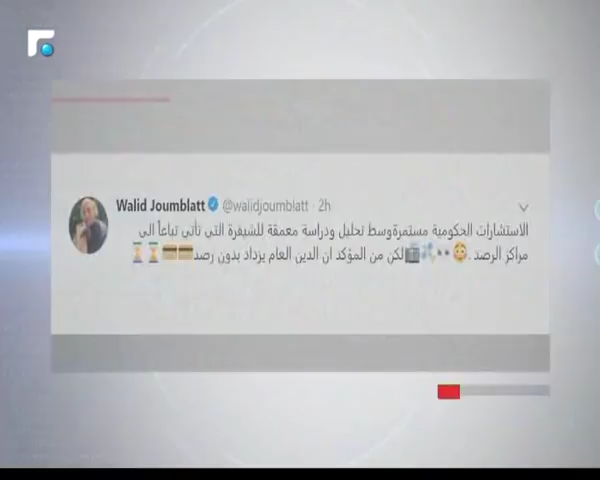 Walid Joumblatt @walidjoumblatt · 2h
الاستشارات الحكومية مستمرةوسط تحليل ودراسة معمقة للشيفرة التي تأتي تباعاً الى
مراكز الرصد .😳👀🛰️📠لكن من المؤكد ان الدين العام يزداد بدون رصد💳💳⏳⏳